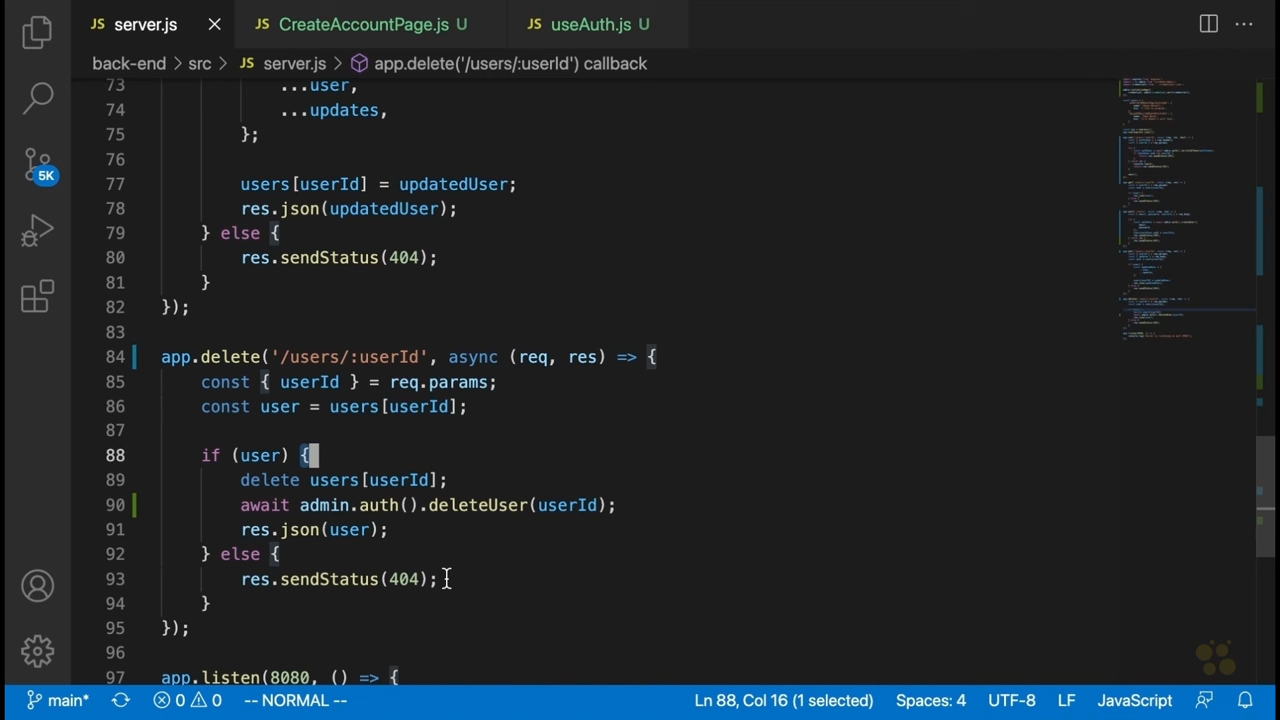 JS server.js
JS CreateAccountPage.js U
JS useAuth.js U
back-end > src > JS server.js > app.delete('/users/:userId') callback
73 ...user,
74 ...updates,
75 };
76
77 users[userId] = updatedUser;
78 res.json(updatedUser);
79 } else {
80 res.sendStatus(404);
81 }
82 });
83
84 app.delete('/users/:userId', async (req, res) => {
85 const { userId } = req.params;
86 const user = users[userId];
87
88 if (user) {
89 delete users[userId];
90 await admin.auth().deleteUser(userId);
91 res.json(user);
92 } else {
93 res.sendStatus(404);
94 }
95 });
96
97 app.listen(8080, () => {
5K
main* 0 0 -- NORMAL -- Ln 88, Col 16 (1 selected) Spaces: 4 UTF-8 LF JavaScript